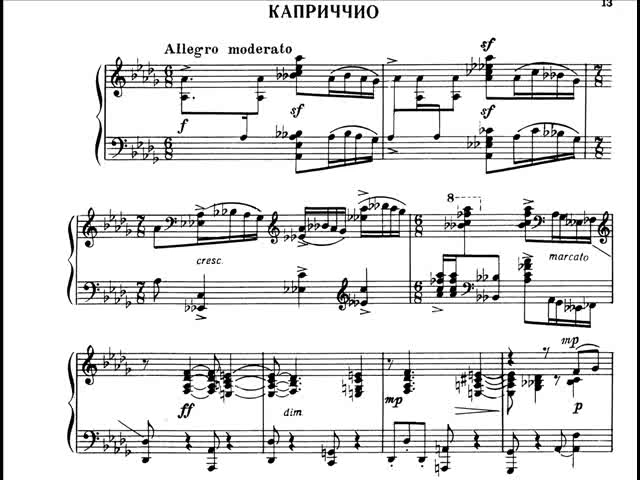 КАПРИЧЧИО
13
Allegro moderato
sf
f
sf
sf
8
cresc.
marcato
mp
ff
dim.
mp
p